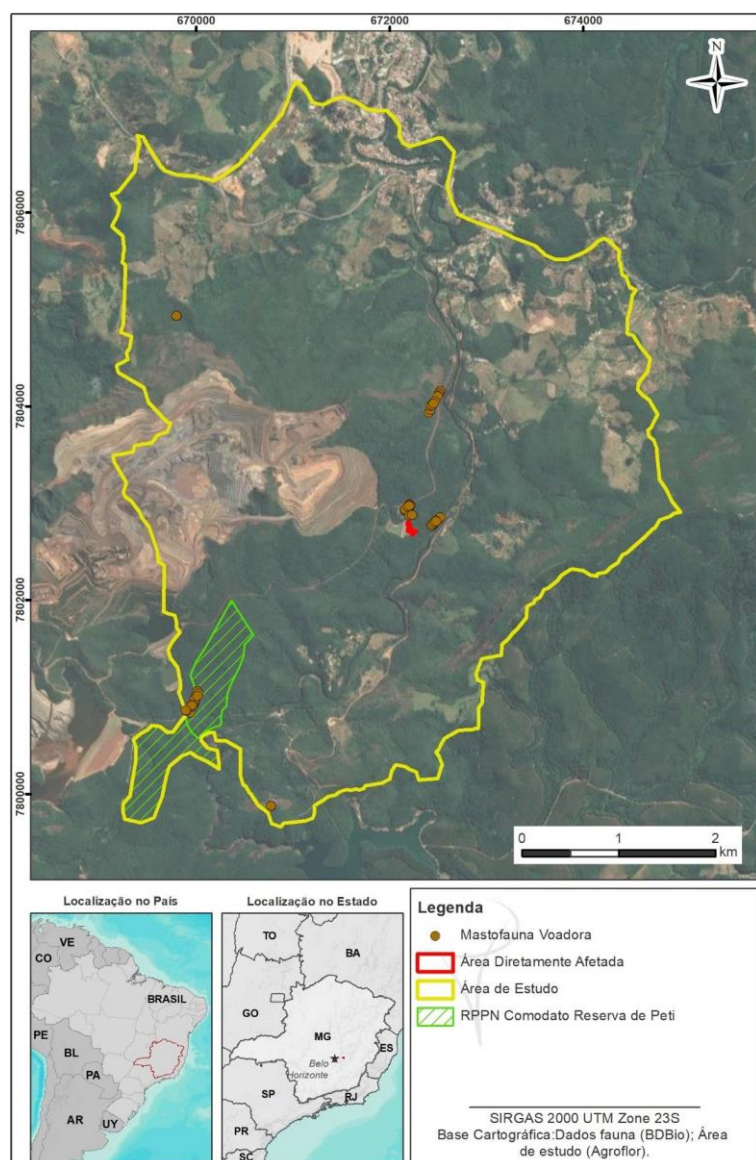 670000 672000 674000
N
7806000
7804000
7802000
7800000
0 1 2
km
Localização no País
VE
CO
BRASIL
PE
BL
PA
AR
UY
Localização no Estado
TO
BA
GO
MG
ES
Belo
Horizonte
SP
RJ
PR
SC
Legenda
Mastofauna Voadora
Área Diretamente Afetada
Área de Estudo
RPPN Comodato Reserva de Peti
SIRGAS 2000 UTM Zone 23S
Base Cartográfica:Dados fauna (BDBio); Área
de estudo (Agroflor).